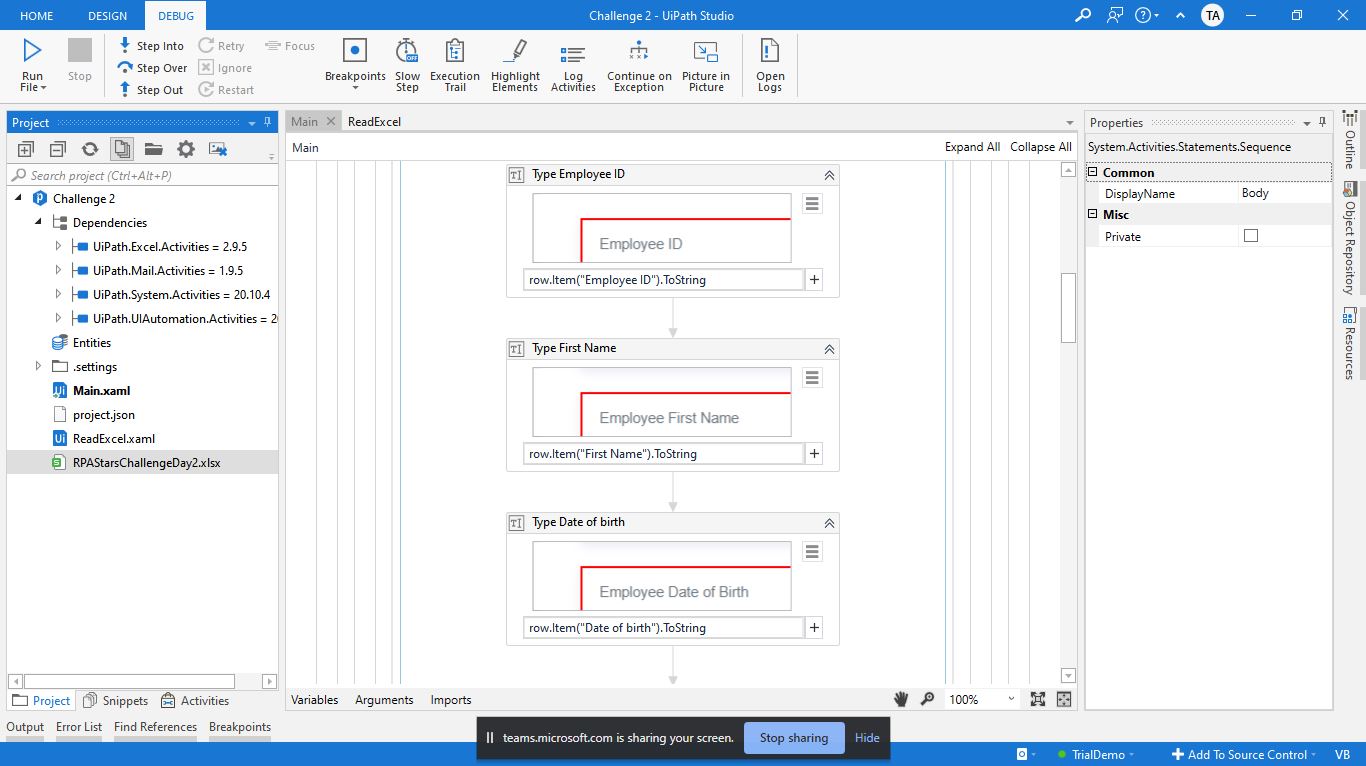 HOME DESIGN DEBUG Challenge 2 - UiPath Studio TA
Run File
Stop
Step Into
Step Over
Step Out
Retry
Ignore
Restart
Focus
Breakpoints
Slow Step
Execution Trail
Highlight Elements
Log Activities
Continue on Exception
Picture in Picture
Open Logs
Project
Search project (Ctrl+Alt+P)
Challenge 2
Dependencies
UiPath.Excel.Activities = 2.9.5
UiPath.Mail.Activities = 1.9.5
UiPath.System.Activities = 20.10.4
UiPath.UIAutomation.Activities = 2
Entities
.settings
Main.xaml
project.json
ReadExcel.xaml
RPAStarsChallengeDay2.xlsx
Project Snippets Activities
Main ReadExcel
Main Expand All Collapse All
Type Employee ID
Employee ID
row.Item("Employee ID").ToString
Type First Name
Employee First Name
row.Item("First Name").ToString
Type Date of birth
Employee Date of Birth
row.Item("Date of birth").ToString
Variables Arguments Imports 100%
Properties
System.Activities.Statements.Sequence
Common
DisplayName Body
Misc
Private
Outline
Object Repository
Resources
Output Error List Find References Breakpoints
teams.microsoft.com is sharing your screen. Stop sharing Hide
TrialDemo Add To Source Control VB